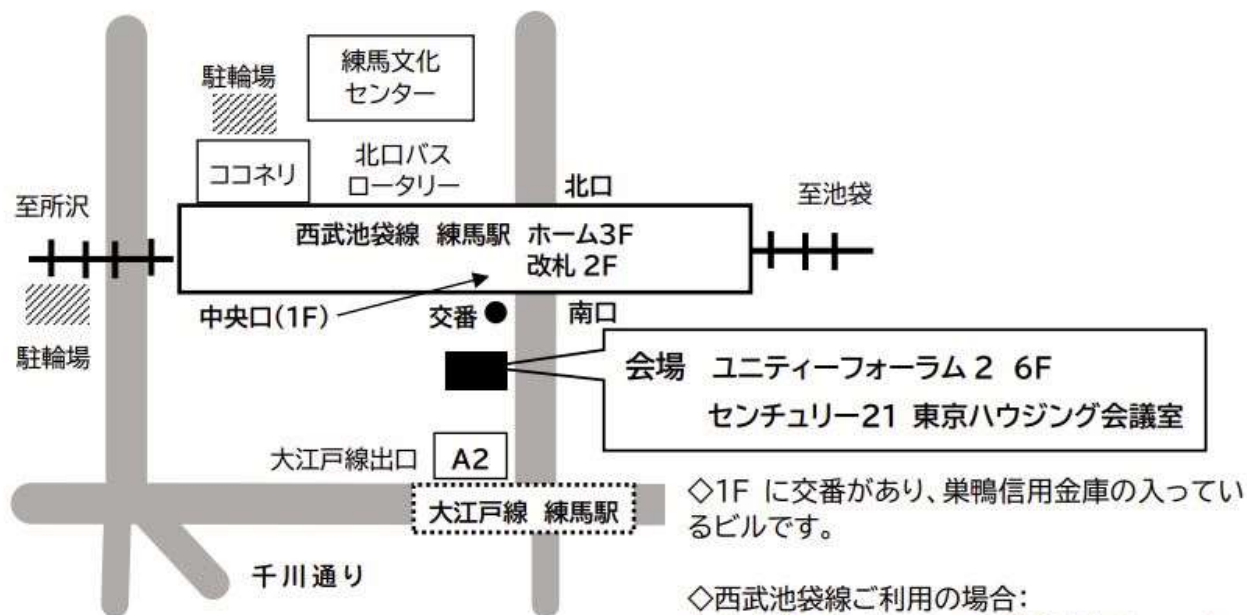 練馬文化
センター
駐輪場
ココネリ
北口バス
ロータリー
北口
至所沢
至池袋
西武池袋線 練馬駅 ホーム3F
改札 2F
中央口(1F)
交番
南口
駐輪場
会場 ユニティーフォーラム 2 6F
センチュリー21 東京ハウジング会議室
大江戸線出口
A2
大江戸線 練馬駅
千川通り
◇1F に交番があり、巣鴨信用金庫の入ってい
るビルです。
◇西武池袋線ご利用の場合: